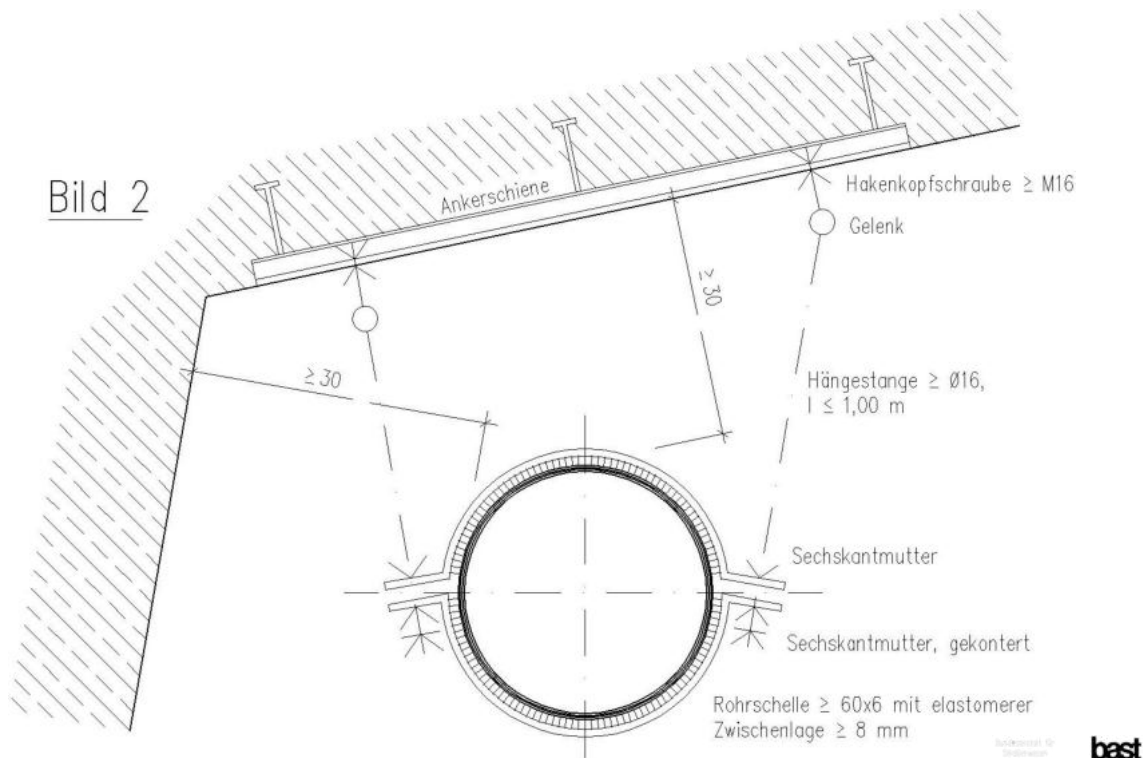 Bild 2
Ankerschiene
Hakenkopfschraube ≥ M16
Gelenk
≥ 30
≥ 30
Hängestange ≥ Ø16,
l ≤ 1,00 m
Sechskantmutter
Sechskantmutter, gekontert
Rohrschelle ≥ 60x6 mit elastomerer
Zwischenlage ≥ 8 mm
bast